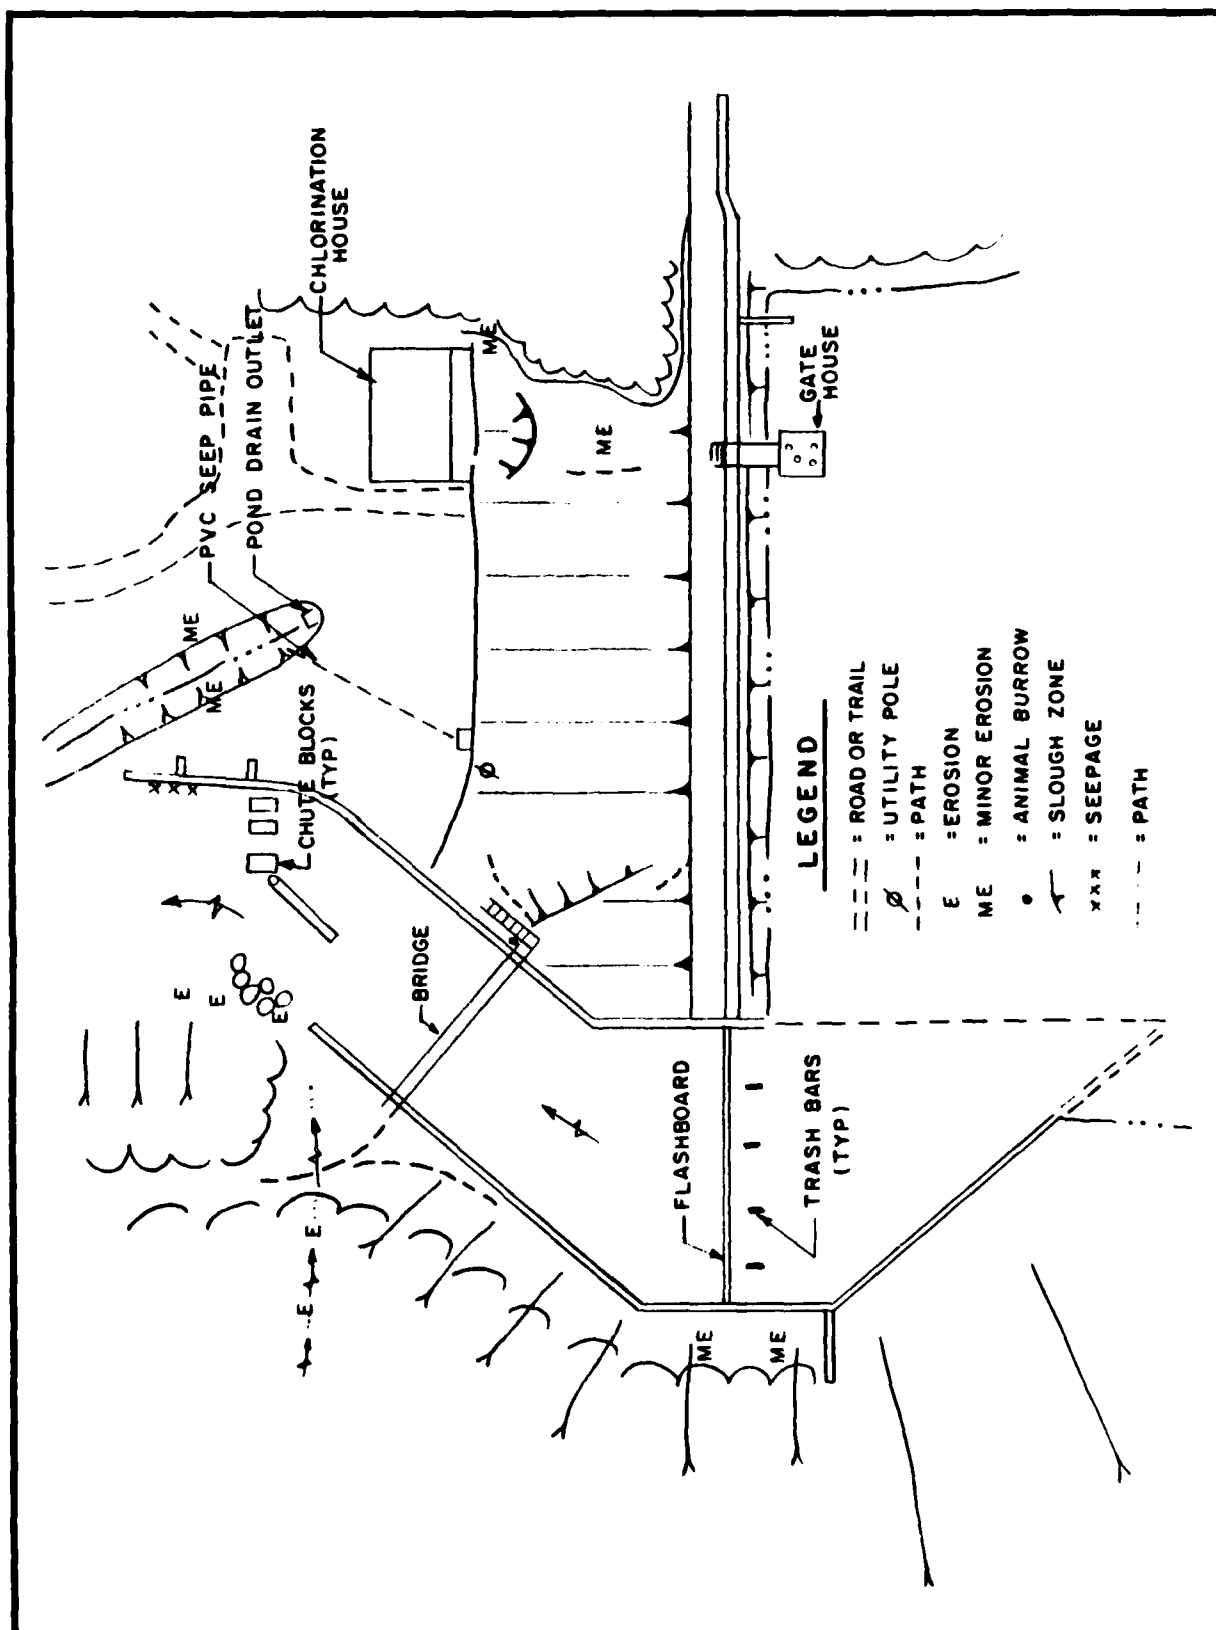 CHLORINATION
HOUSE
PVC SEEP PIPE
POND DRAIN OUTLET
ME
ME
ME
ME
CHUTE BLOCKS
(TYP)
GATE
HOUSE
BRIDGE
E
E
E
E
E
FLASHBOARD
TRASH BARS
(TYP)
ME
ME
LEGEND
= ROAD OR TRAIL
Ø = UTILITY POLE
= PATH
E = EROSION
ME = MINOR EROSION
• = ANIMAL BURROW
= SLOUGH ZONE
xxx = SEEPAGE
= PATH